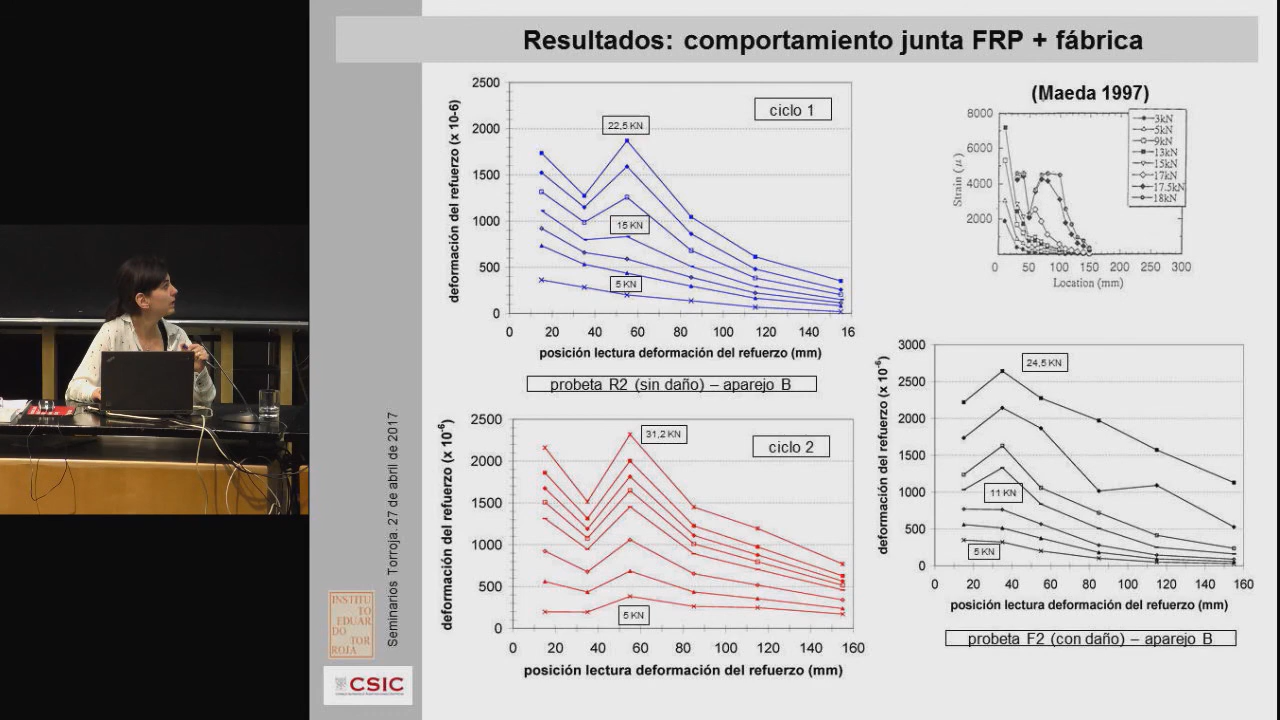 Resultados: comportamiento junta FRP + fábrica
2500
2000
1500
1000
500
0
deformación del refuerzo (x 10-6)
ciclo 1
22,5 KN
15 KN
5 KN
0 20 40 60 80 100 120 140 16
posición lectura deformación del refuerzo (mm)
probeta R2 (sin daño) – aparejo B
2500
2000
1500
1000
500
0
deformación del refuerzo (x 10-6)
ciclo 2
31,2 KN
5 KN
0 20 40 60 80 100 120 140 160
posición lectura deformación del refuerzo (mm)
(Maeda 1997)
8000
6000
4000
2000
Strain (μ)
3kN
5kN
9kN
13kN
15kN
17kN
17.5kN
18kN
0 50 100 150 200 250 300
Location (mm)
3000
2500
2000
1500
1000
500
0
deformación del refuerzo (x 10-6)
24,5 KN
11 KN
5 KN
0 20 40 60 80 100 120 140 160
posición lectura deformación del refuerzo (mm)
probeta F2 (con daño) – aparejo B
Seminarios Torroja. 27 de abril de 2017
INSTITU
TO
EDUAR
DO TOR
ROJA
CSIC